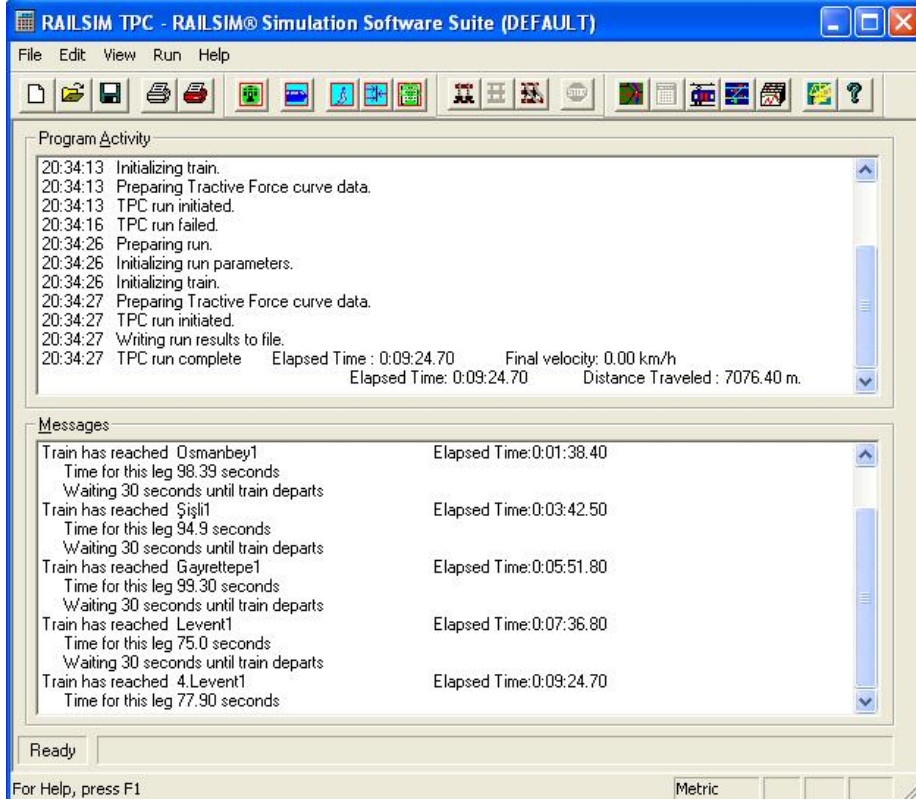 RAILSIM TPC - RAILSIM® Simulation Software Suite (DEFAULT)
File Edit View Run Help
Program Activity
20:34:13 Initializing train.
20:34:13 Preparing Tractive Force curve data.
20:34:13 TPC run initiated.
20:34:16 TPC run failed.
20:34:26 Preparing run.
20:34:26 Initializing run parameters.
20:34:26 Initializing train.
20:34:27 Preparing Tractive Force curve data.
20:34:27 TPC run initiated.
20:34:27 Writing run results to file.
20:34:27 TPC run complete Elapsed Time : 0:09:24.70 Final velocity: 0.00 km/h
Elapsed Time: 0:09:24.70 Distance Traveled : 7076.40 m.
Messages
Train has reached Osmanbey1 Elapsed Time:0:01:38.40
Time for this leg 98.39 seconds
Waiting 30 seconds until train departs
Train has reached Şişli1 Elapsed Time:0:03:42.50
Time for this leg 94.9 seconds
Waiting 30 seconds until train departs
Train has reached Gayrettepe1 Elapsed Time:0:05:51.80
Time for this leg 99.30 seconds
Waiting 30 seconds until train departs
Train has reached Levent1 Elapsed Time:0:07:36.80
Time for this leg 75.0 seconds
Waiting 30 seconds until train departs
Train has reached 4.Levent1 Elapsed Time:0:09:24.70
Time for this leg 77.90 seconds
Ready
For Help, press F1 Metric